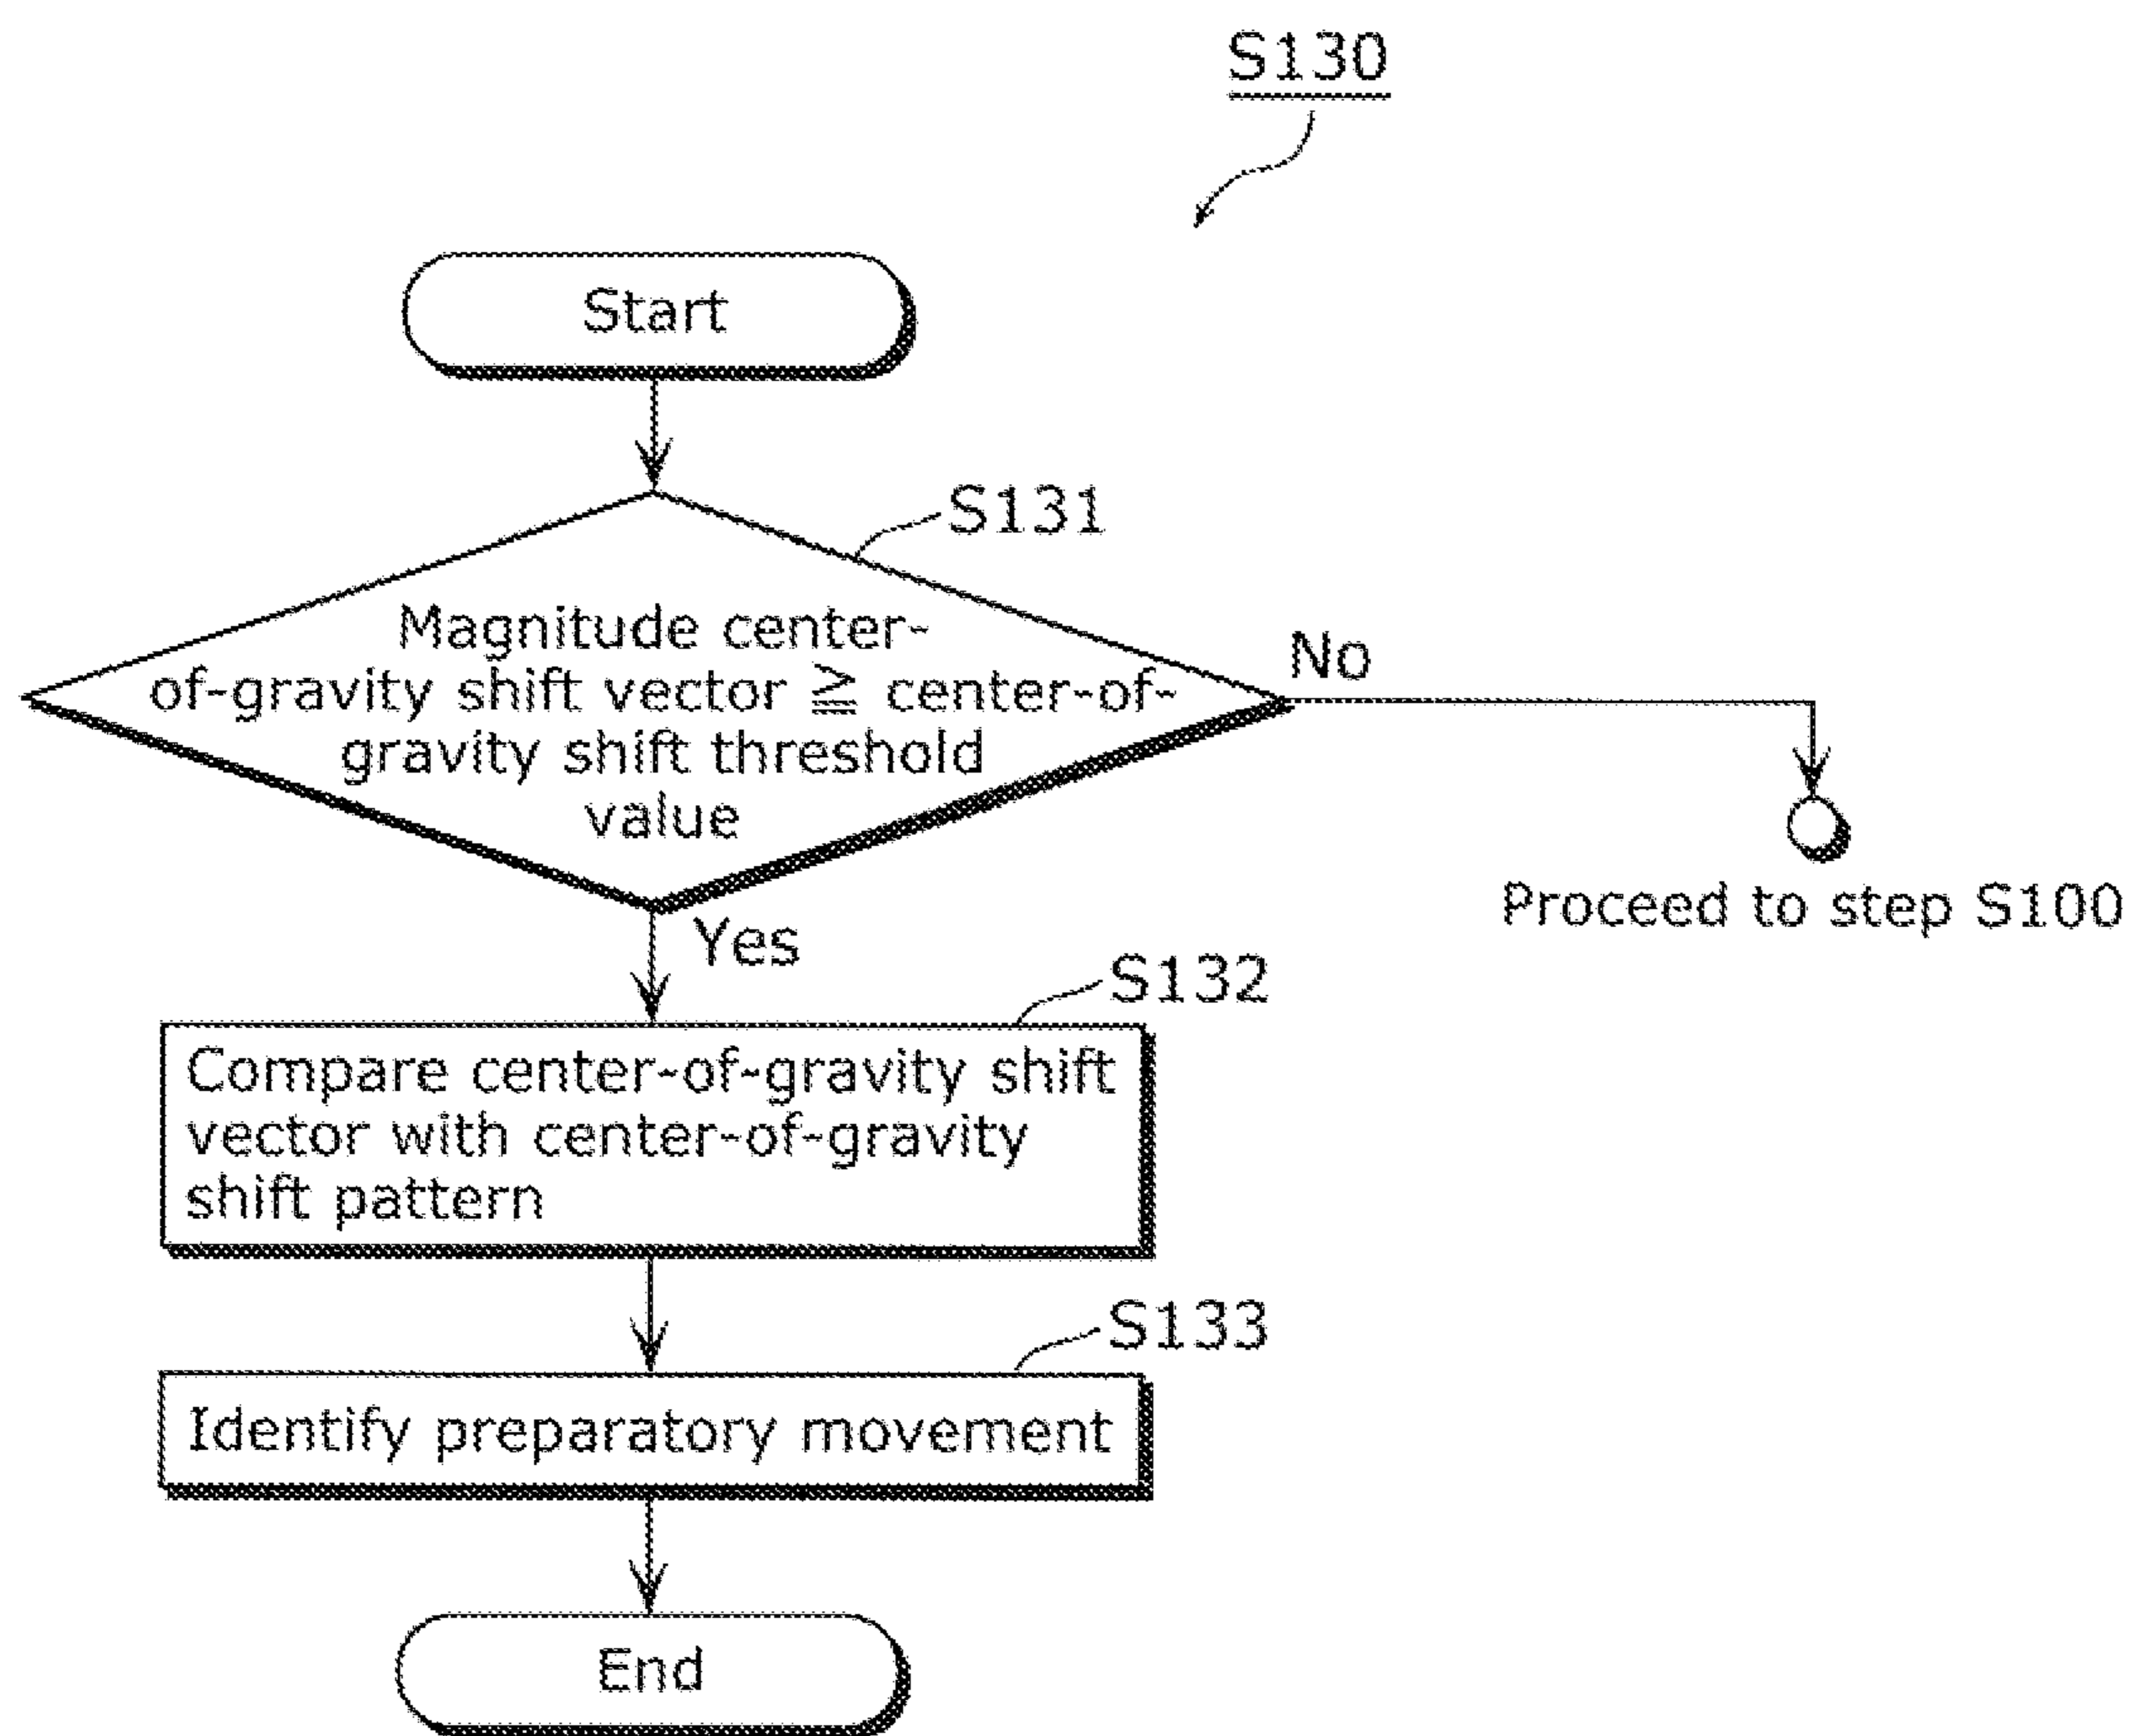 S130
Start
S131
Magnitude center-
of-gravity shift vector ≧ center-of-
gravity shift threshold
value
No
Proceed to step S100
Yes
S132
Compare center-of-gravity shift
vector with center-of-gravity
shift pattern
S133
Identify preparatory movement
End